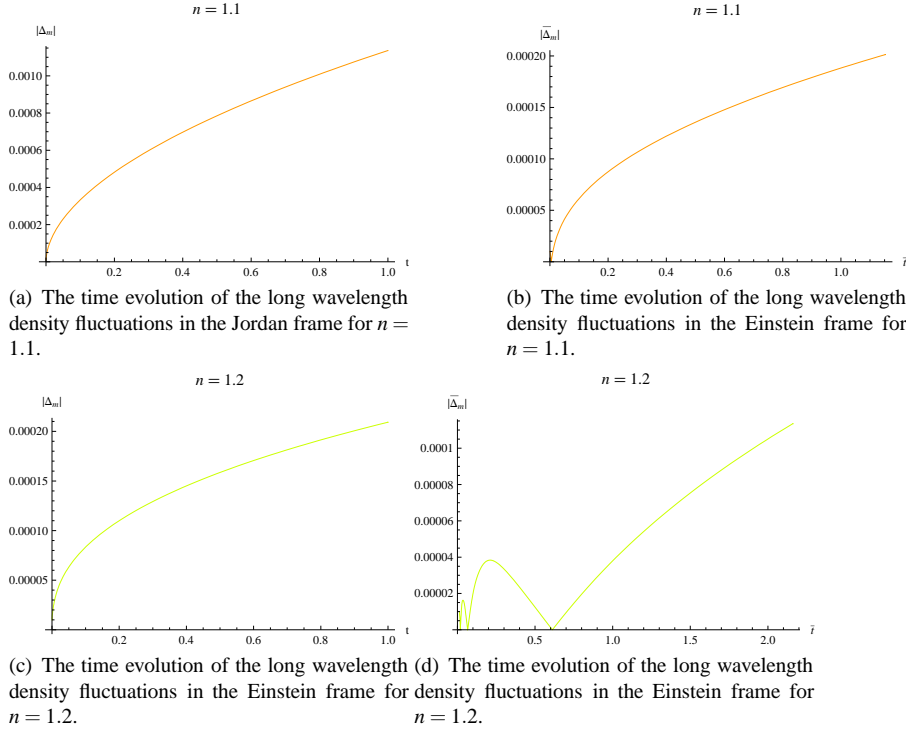 n = 1.1
|Δ_m|
0.0010
0.0008
0.0006
0.0004
0.0002
0.2 0.4 0.6 0.8 1.0 t
(a) The time evolution of the long wavelength
density fluctuations in the Jordan frame for n =
1.1.
n = 1.1
|Δ̅_m|
0.00020
0.00015
0.00010
0.00005
0.2 0.4 0.6 0.8 1.0 t̄
(b) The time evolution of the long wavelength
density fluctuations in the Einstein frame for
n = 1.1.
n = 1.2
|Δ_m|
0.00020
0.00015
0.00010
0.00005
0.2 0.4 0.6 0.8 1.0 t
(c) The time evolution of the long wavelength
density fluctuations in the Einstein frame for
n = 1.2.
n = 1.2
|Δ̅_m|
0.0001
0.00008
0.00006
0.00004
0.00002
0.5 1.0 1.5 2.0 t̄
(d) The time evolution of the long wavelength
density fluctuations in the Einstein frame for
n = 1.2.